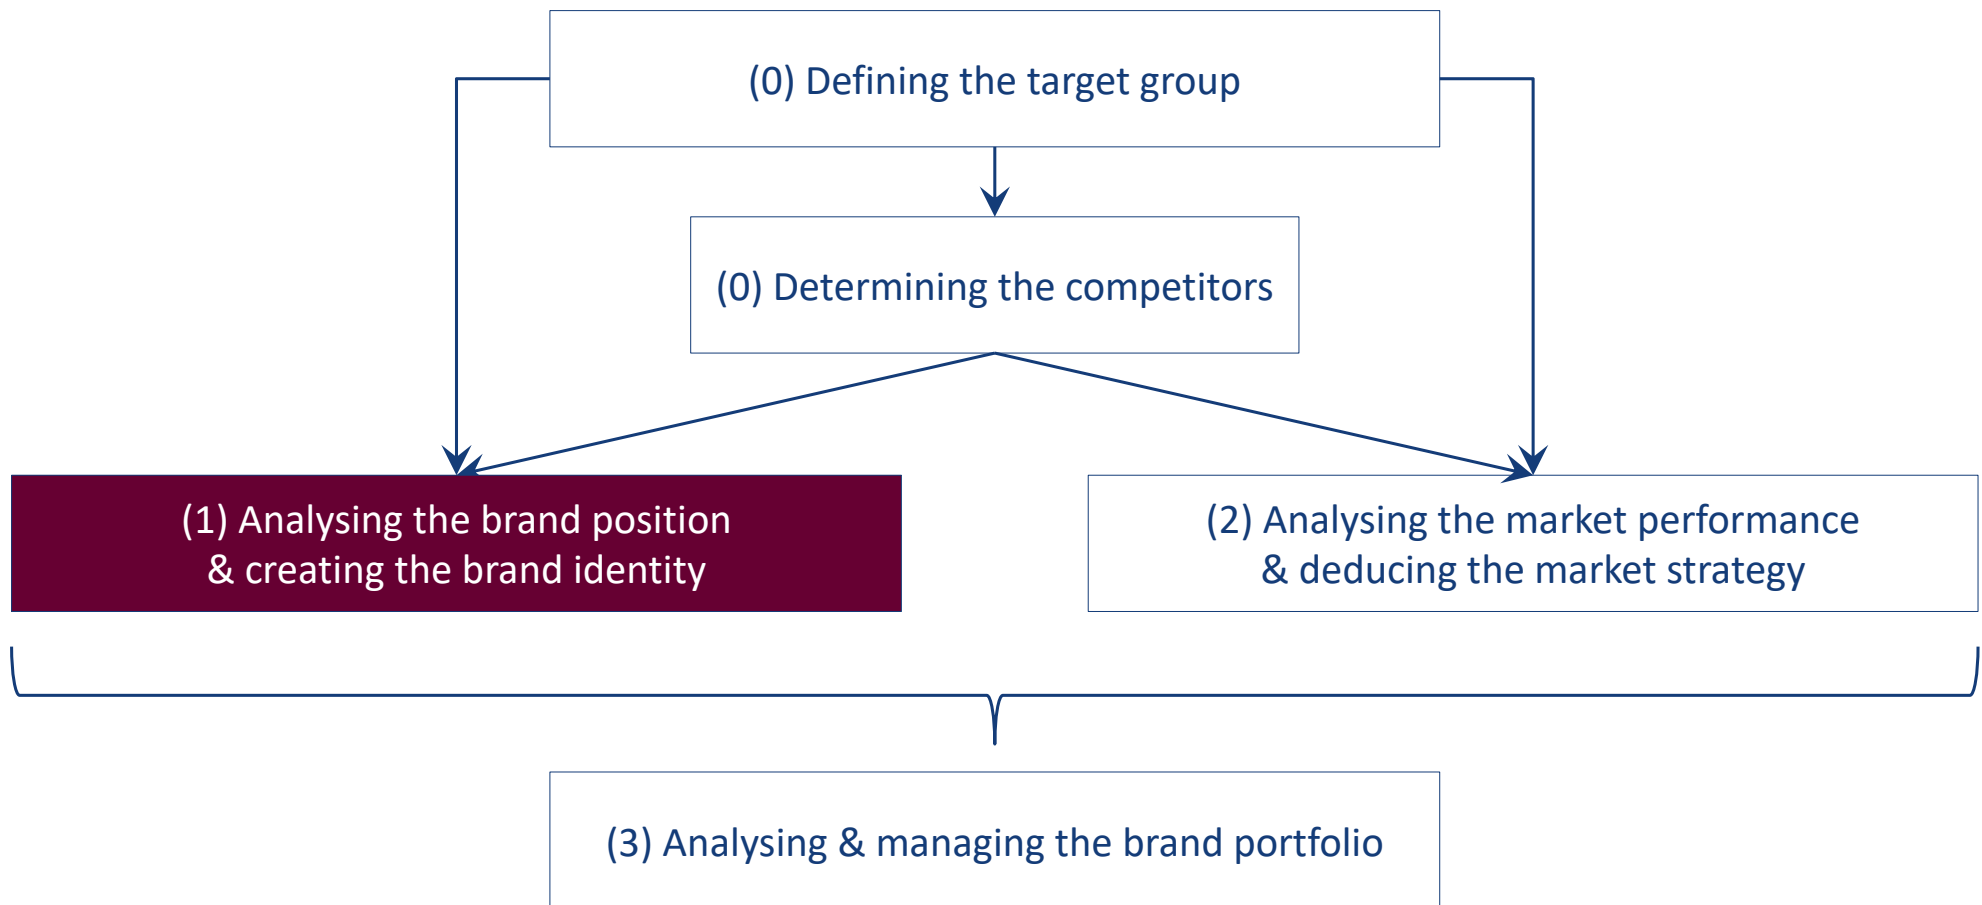 (0) Defining the target group
(0) Determining the competitors
(1) Analysing the brand position
& creating the brand identity
(2) Analysing the market performance
& deducing the market strategy
(3) Analysing & managing the brand portfolio